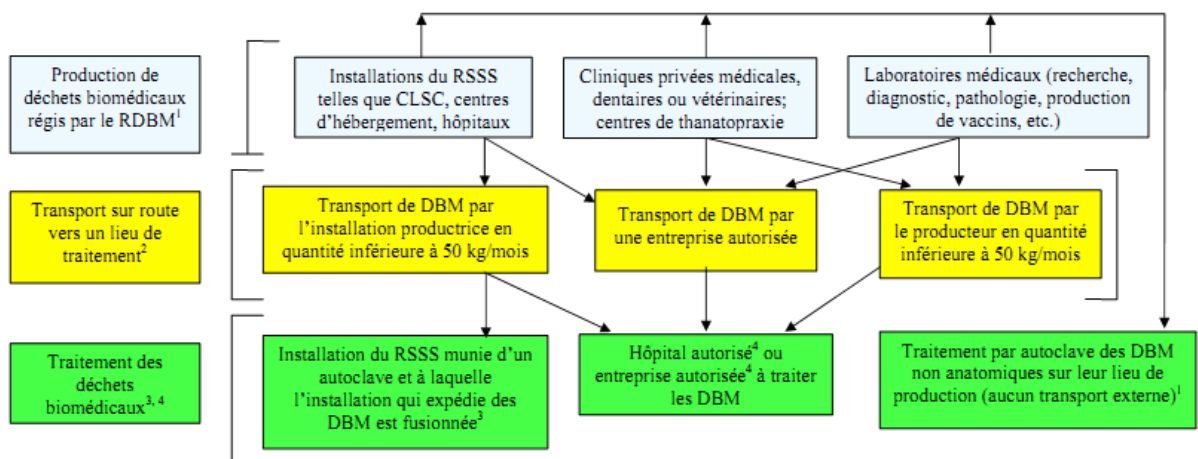 Production de
déchets biomédicaux
régis par le RDBM¹
Installations du RSSS
telles que CLSC, centres
d’hébergement, hôpitaux
Cliniques privées médicales,
dentaires ou vétérinaires;
centres de thanatopraxie
Laboratoires médicaux (recherche,
diagnostic, pathologie, production
de vaccins, etc.)
Transport sur route
vers un lieu de
traitement²
Transport de DBM par
l’installation productrice en
quantité inférieure à 50 kg/mois
Transport de DBM par
une entreprise autorisée
Transport de DBM par
le producteur en quantité
inférieure à 50 kg/mois
Traitement des
déchets
biomédicaux³, ⁴
Installation du RSSS munie d’un
autoclave et à laquelle
l’installation qui expédie des
DBM est fusionnée³
Hôpital autorisé⁴ ou
entreprise autorisée⁴ à traiter
les DBM
Traitement par autoclave des DBM
non anatomiques sur leur lieu de
production (aucun transport externe)¹